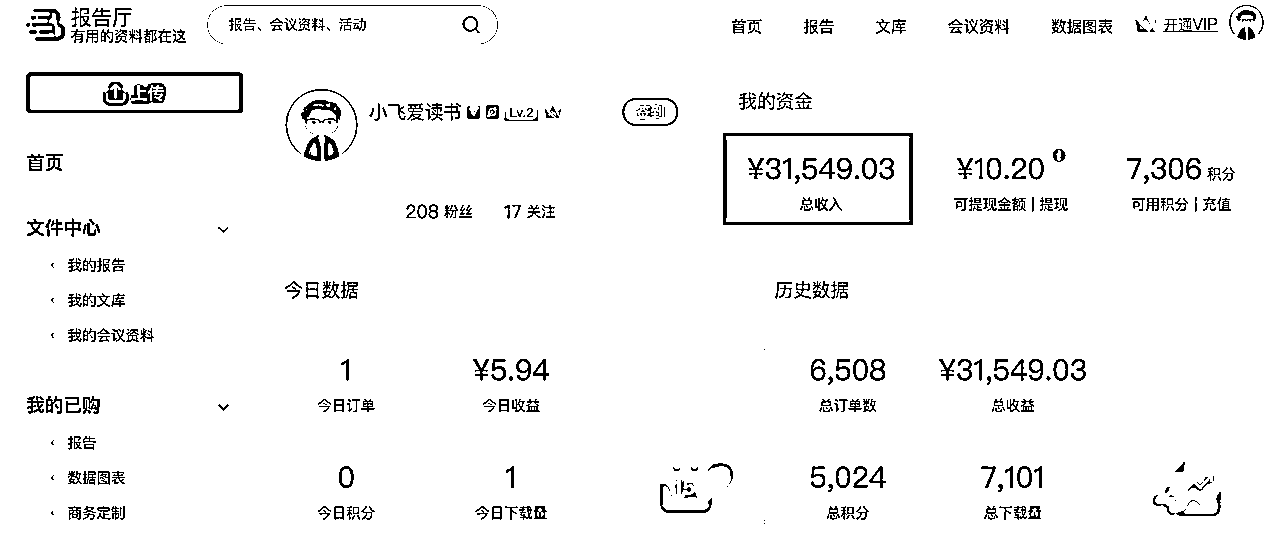 报告厅
有用的资料都在这
报告、会议资料、活动
首页 报告 文库 会议资料 数据图表 开通VIP
上传
小飞爱读书 Lv.2
签到
208 粉丝 17 关注
我的资金
¥31,549.03 ¥10.20 7,306 积分
总收入 可提现金额 | 提现 可用积分 | 充值
首页
文件中心
我的报告
我的文库
我的会议资料
我的已购
报告
数据图表
商务定制
今日数据
1 ¥5.94
今日订单 今日收益
0 1
今日积分 今日下载量
历史数据
6,508 ¥31,549.03
总订单数 总收益
5,024 7,101
总积分 总下载量